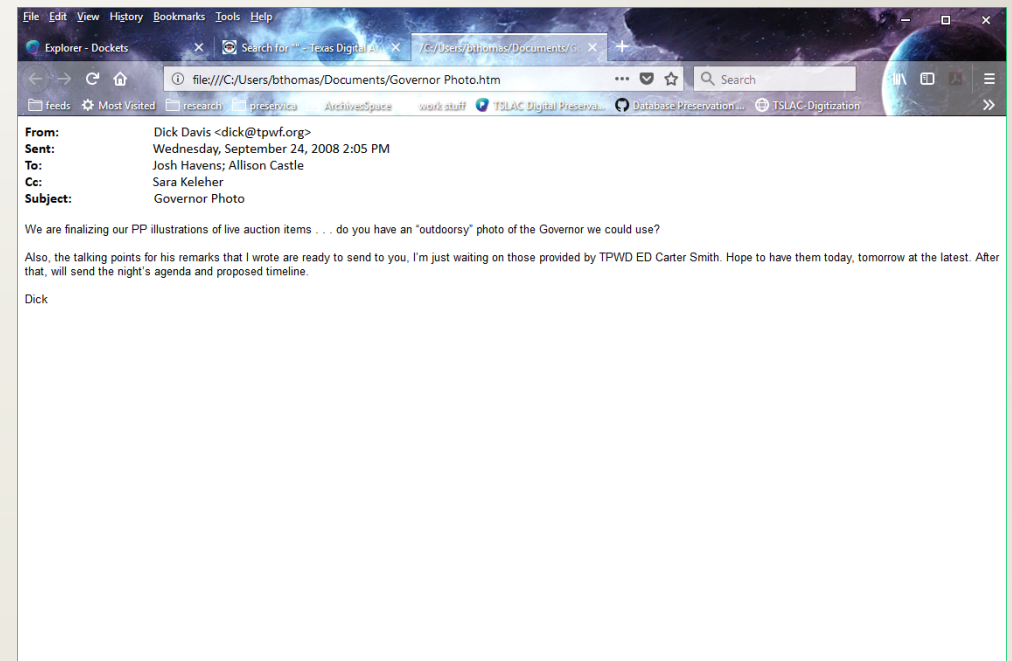 File Edit View History Bookmarks Tools Help
Explorer - Dockets Search for "" - Texas Digital Ar /C:/Users/bthomas/Documents/G
file:///C:/Users/bthomas/Documents/Governor Photo.htm Search
feeds Most Visited research preservica ArchivesSpace work stuff TSLAC Digital Preserva... Database Preservation ... TSLAC-Digitization
From: Dick Davis <dick@tpwf.org>
Sent: Wednesday, September 24, 2008 2:05 PM
To: Josh Havens; Allison Castle
Cc: Sara Keleher
Subject: Governor Photo
We are finalizing our PP illustrations of live auction items . . . do you have an “outdoorsy” photo of the Governor we could use?
Also, the talking points for his remarks that I wrote are ready to send to you, I’m just waiting on those provided by TPWD ED Carter Smith. Hope to have them today, tomorrow at the latest. After
that, will send the night’s agenda and proposed timeline.
Dick